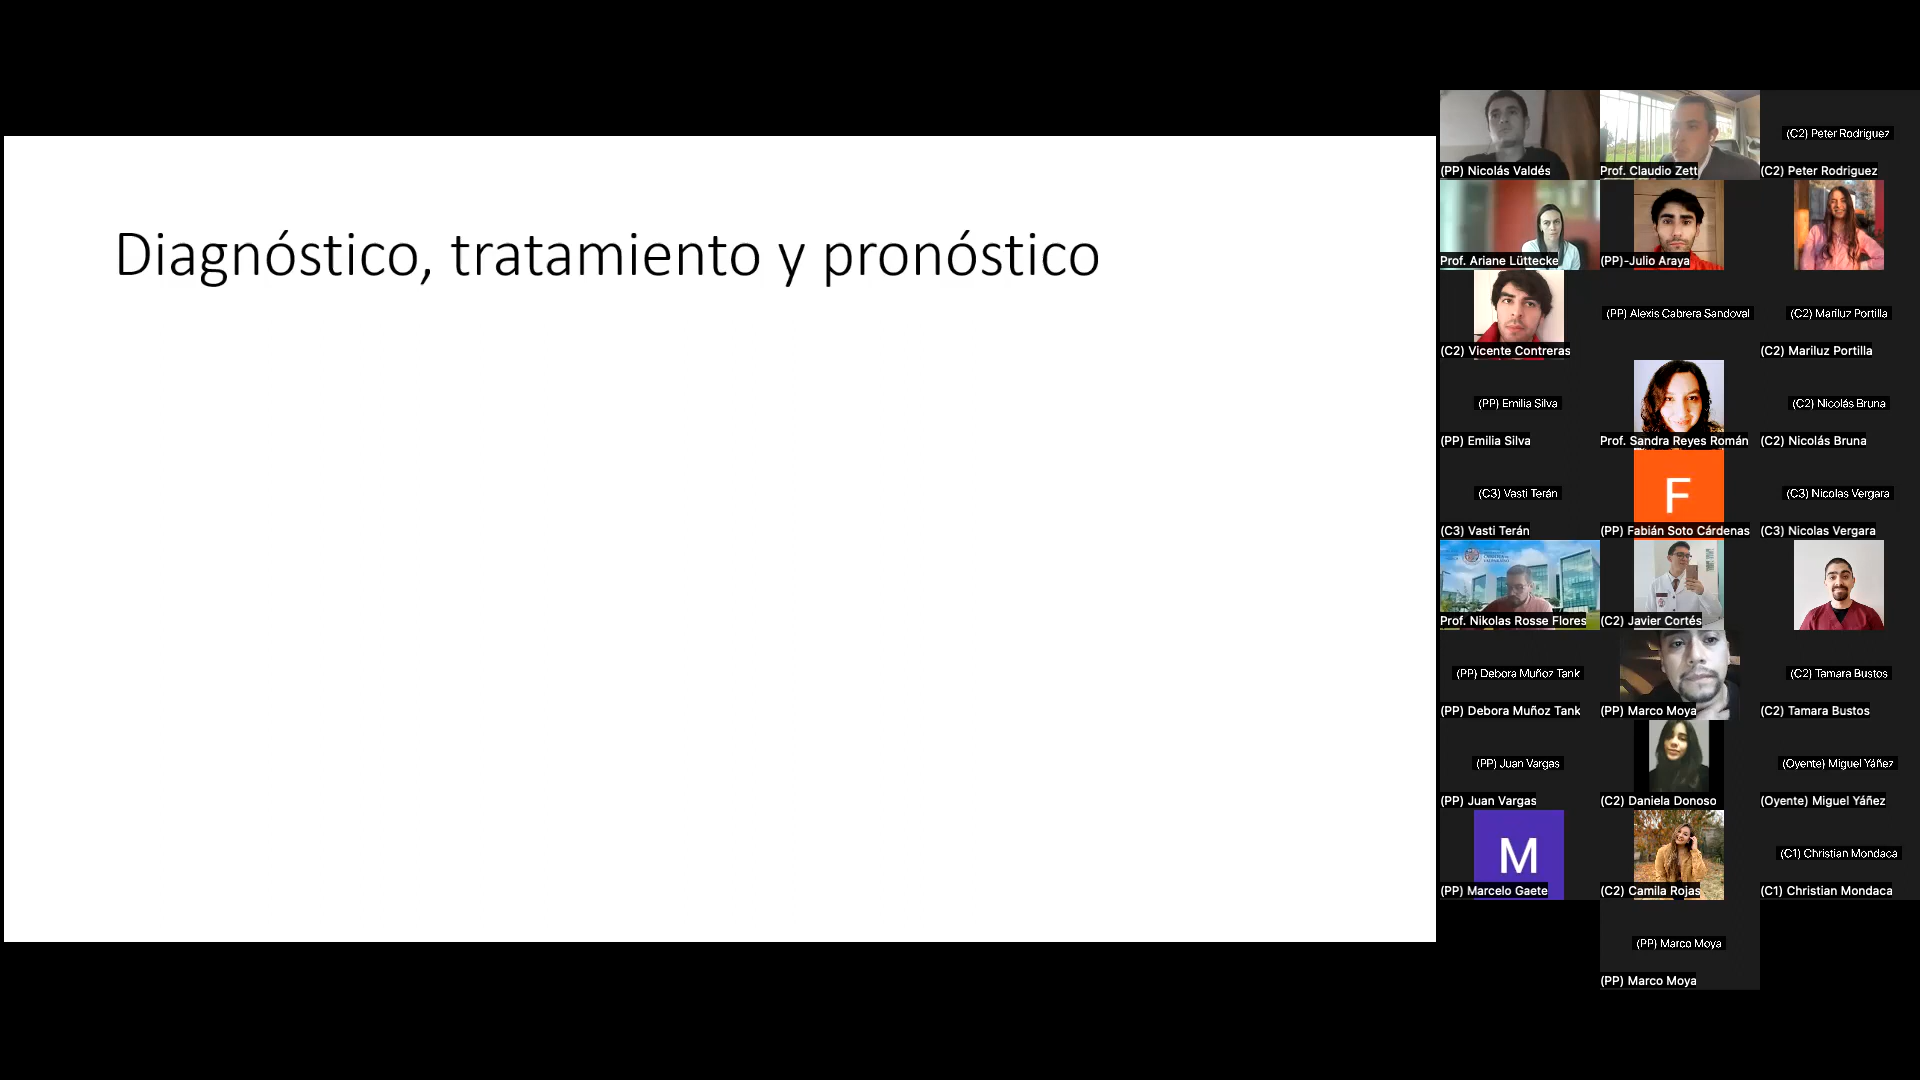 Diagnóstico, tratamiento y pronóstico
(PP) Nicolás Valdés
Prof. Claudio Zett
(C2) Peter Rodriguez
(C2) Peter Rodriguez
Prof. Ariane Lüttecke
(PP)-Julio Araya
(C2) Vicente Contreras
(PP) Alexis Cabrera Sandoval
(C2) Mariluz Portilla
(C2) Mariluz Portilla
(PP) Emilia Silva
(PP) Emilia Silva
Prof. Sandra Reyes Román
(C2) Nicolás Bruna
(C2) Nicolás Bruna
(C3) Vasti Terán
(C3) Vasti Terán
F
(PP) Fabián Soto Cárdenas
(C3) Nicolas Vergara
(C3) Nicolas Vergara
Prof. Nikolas Rosse Flores
(C2) Javier Cortés
(PP) Debora Muñoz Tank
(PP) Debora Muñoz Tank
(PP) Marco Moya
(C2) Tamara Bustos
(C2) Tamara Bustos
(PP) Juan Vargas
(PP) Juan Vargas
(C2) Daniela Donoso
(Oyente) Miguel Yáñez
(Oyente) Miguel Yáñez
M
(PP) Marcelo Gaete
(C2) Camila Rojas
(C1) Christian Mondaca
(C1) Christian Mondaca
(PP) Marco Moya
(PP) Marco Moya